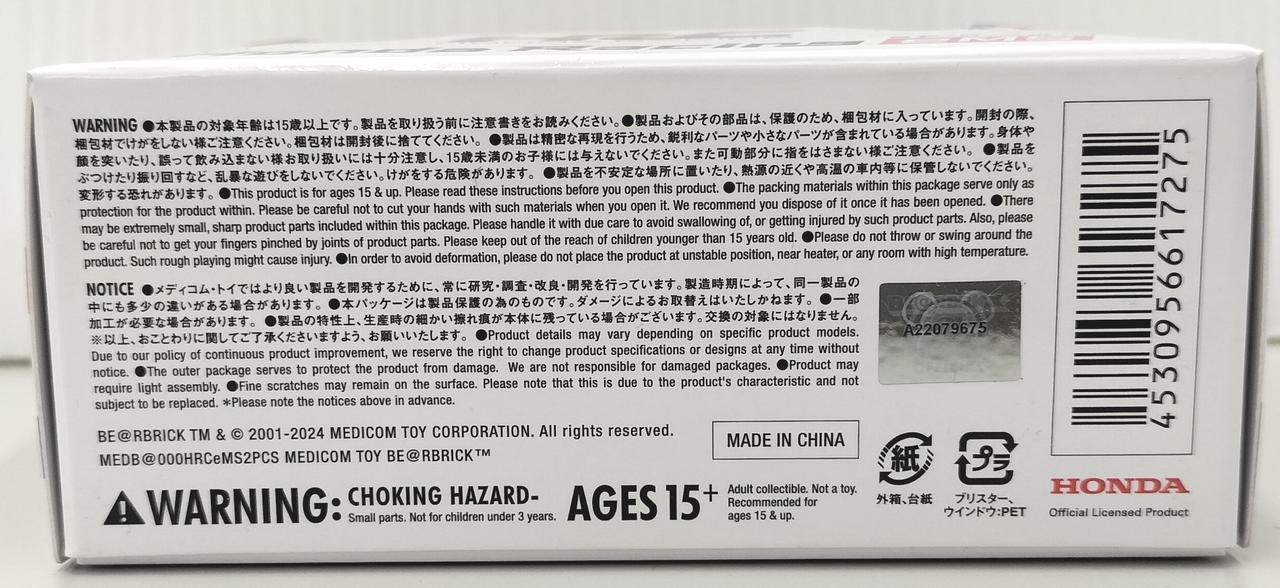 WARNING ●本製品の対象年齢は15歳以上です。製品を取り扱う前に注意書きをお読みください。●製品およびその部品は、保護のため、梱包材に入っています。開封の際、
梱包材でけがをしない様ご注意ください。梱包材は開封後に捨ててください。 ●製品は精密な再現を行うため、鋭利なパーツや小さなパーツが含まれている場合があります。身体や
顔を突いたり、誤って飲み込まない様お取り扱いには十分注意し、15歳未満のお子様には与えないでください。また可動部分に指をはさまない様ご注意ください。 ●製品を
ぶつけたり振り回すなど、乱暴な遊びをしないでください。けがをする危険があります。 ●製品を不安定な場所に置いたり、熱源の近くや高温の車内等に保管しないでください。
変形する恐れがあります。 ●This product is for ages 15 & up. Please read these instructions before you open this product. ●The packing materials within this package serve only as
protection for the product within. Please be careful not to cut your hands with such materials when you open it. We recommend you dispose of it once it has been opened. ●There
may be extremely small, sharp product parts included within this package. Please handle it with due care to avoid swallowing of, or getting injured by such product parts. Also, please
be careful not to get your fingers pinched by joints of product parts. Please keep out of the reach of children younger than 15 years old. ●Please do not throw or swing around the
product. Such rough playing might cause injury. ●In order to avoid deformation, please do not place the product at unstable position, near heater, or any room with high temperature.
NOTICE ●メディコム・トイではより良い製品を開発するために、常に研究・調査・改良・開発を行っています。製造時期によって、同一製品の
中にも多少の違いがある場合があります。 ●本パッケージは製品保護の為のものです。ダメージによるお取替えはいたしかねます。 ●一部
加工が必要な場合があります。 ●製品の特性上、生産時の細かい擦れ痕が本体に残っている場合がございます。交換の対象にはなりません。
※以上、おことわりに関してご了承くださいますよう、お願いいたします。 ●Product details may vary depending on specific product models.
Due to our policy of continuous product improvement, we reserve the right to change product specifications or designs at any time without
notice. ●The outer package serves to protect the product from damage. We are not responsible for damaged packages. ●Product may
require light assembly. ●Fine scratches may remain on the surface. Please note that this is due to the product's characteristic and not
subject to be replaced. *Please note the notices above in advance.
A22079675
4530956617275
BE@RBRICK TM & © 2001-2024 MEDICOM TOY CORPORATION. All rights reserved.
MEDB@000HRCeMS2PCS MEDICOM TOY BE@RBRICK™
MADE IN CHINA
紙
外箱、台紙
プラ
ブリスター、
ウインドウ:PET
HONDA
Official Licensed Product
WARNING: CHOKING HAZARD-
Small parts. Not for children under 3 years.
AGES 15+
Adult collectible. Not a toy.
Recommended for
ages 15 & up.